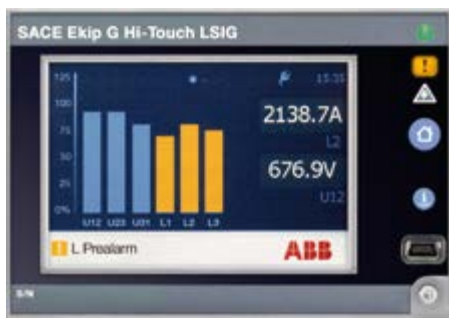 SACE Ekip G Hi-Touch LSIG
125
15:35
100
2138.7A
75
L2
50
676.9V
25
U12
0%
U12 U23 U31 L1 L2 L3
! L Prealarm
ABB
S/N